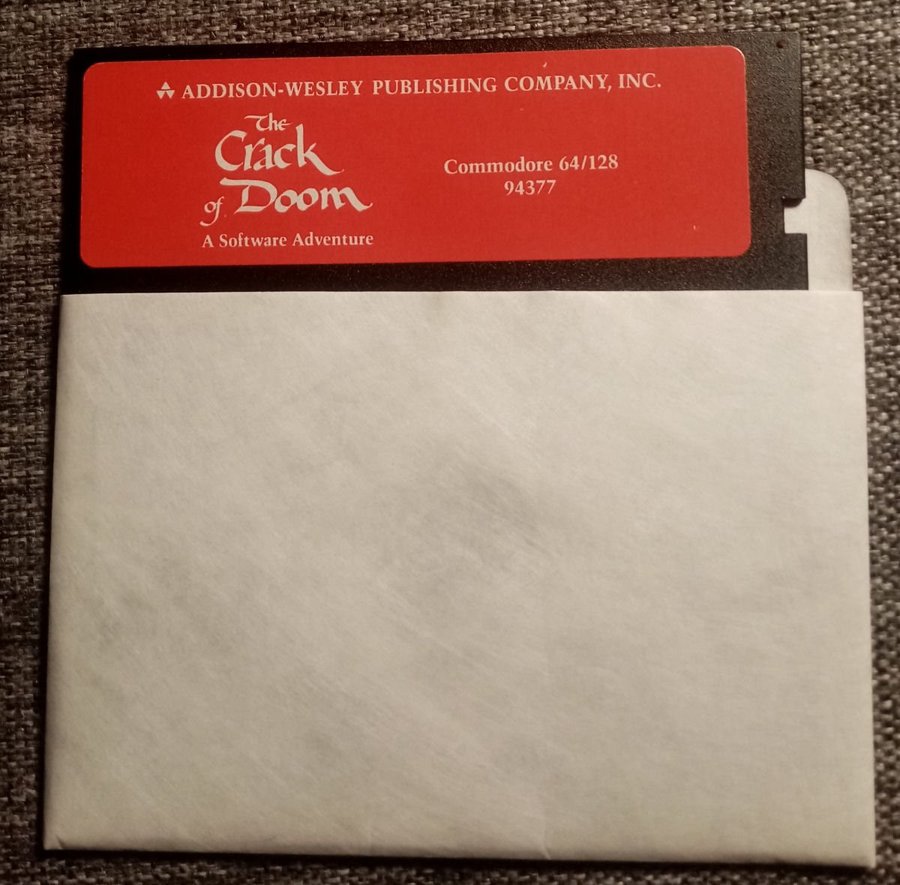 ADDISON-WESLEY PUBLISHING COMPANY, INC.
The
Crack
of Doom
A Software Adventure
Commodore 64/128
94377